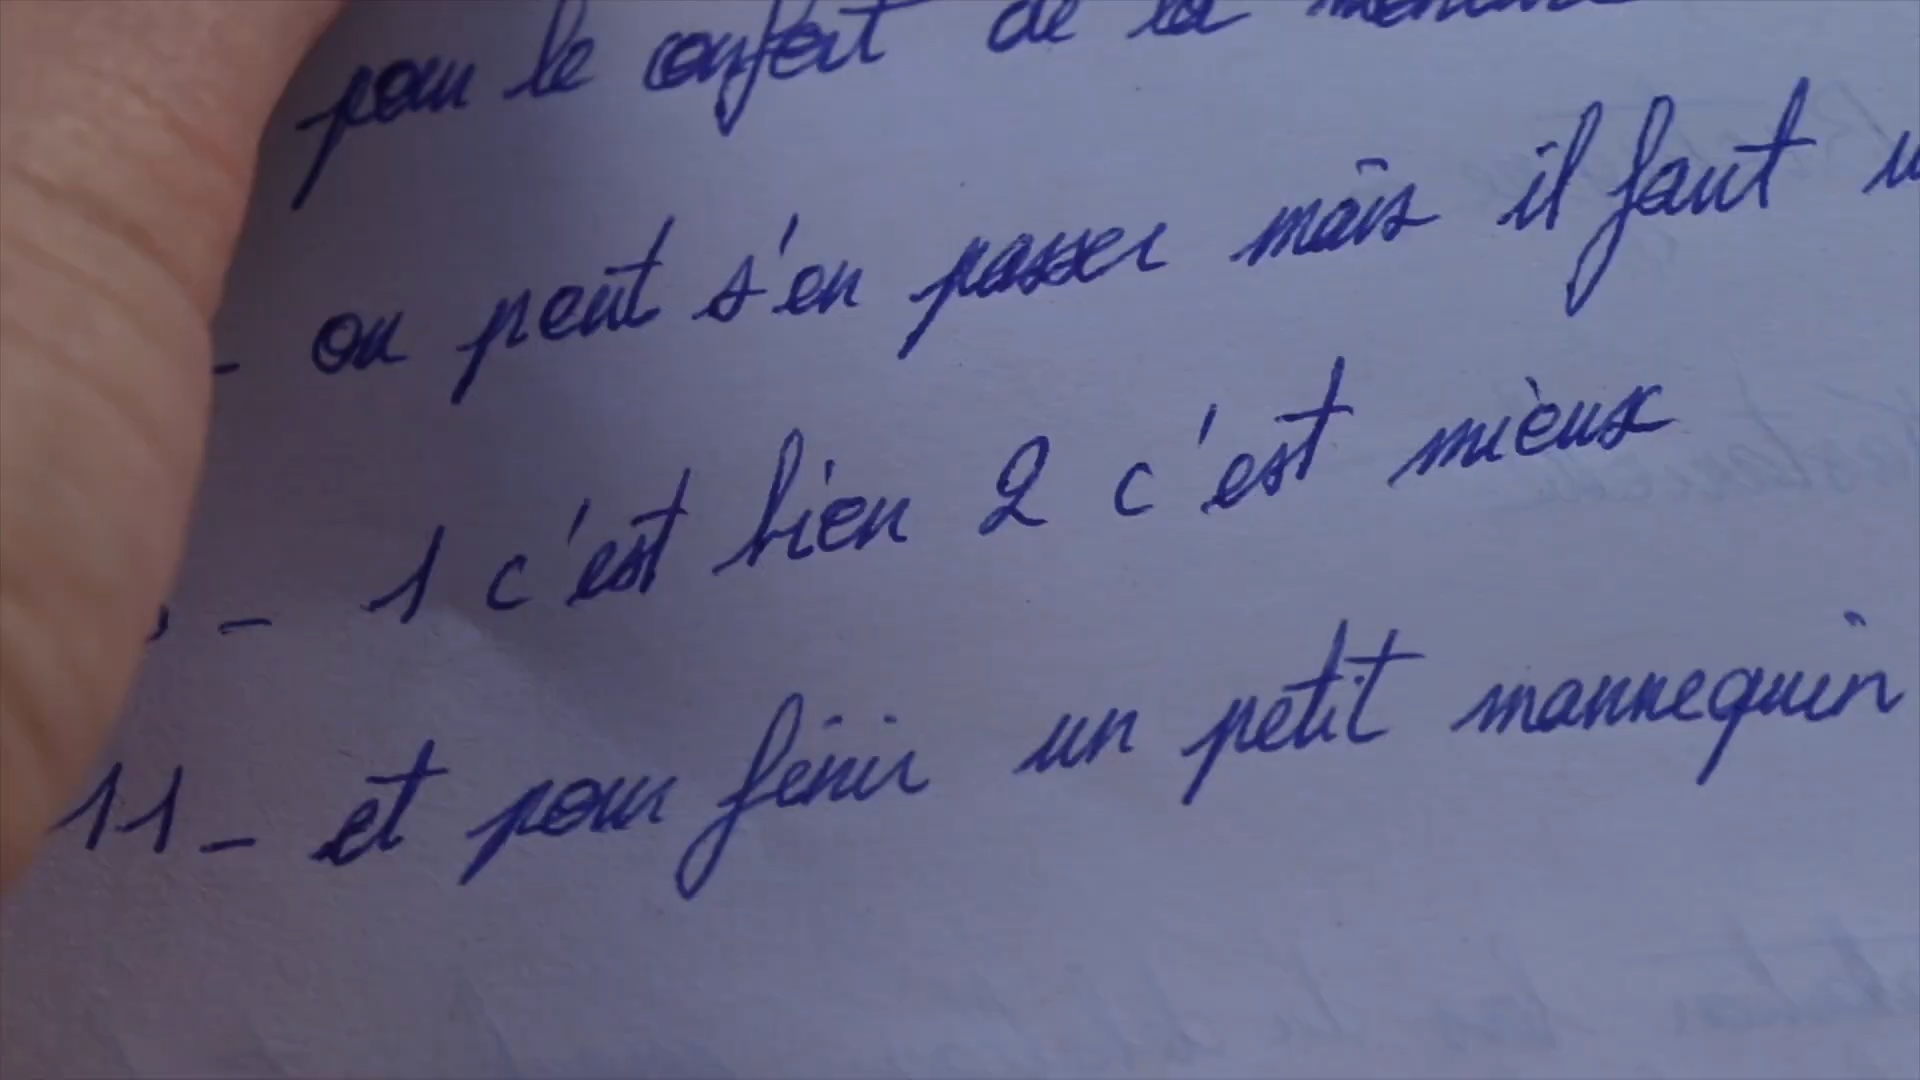 pour le confort de la
- on peut s'en passer mais il faut
- 1 c'est bien 2 c'est mieux
11 - et pour finir un petit mannequin